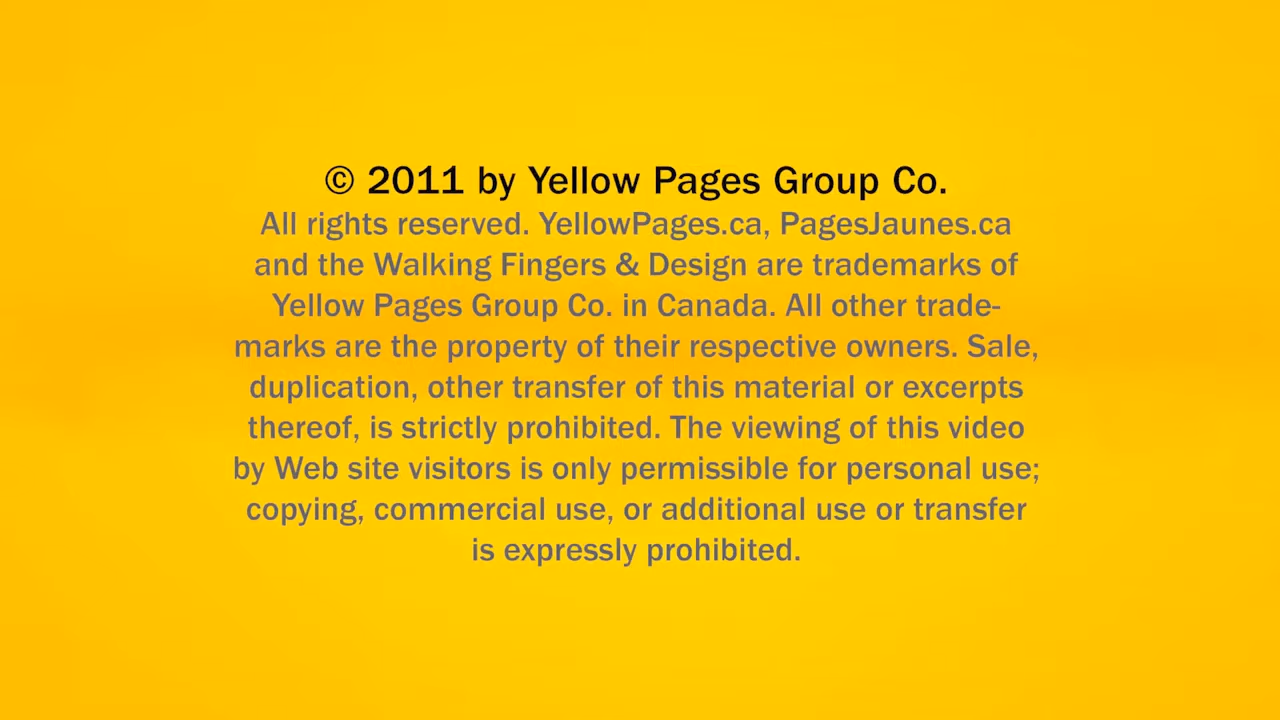 © 2011 by Yellow Pages Group Co.
All rights reserved. YellowPages.ca, PagesJaunes.ca
and the Walking Fingers & Design are trademarks of
Yellow Pages Group Co. in Canada. All other trade-
marks are the property of their respective owners. Sale,
duplication, other transfer of this material or excerpts
thereof, is strictly prohibited. The viewing of this video
by Web site visitors is only permissible for personal use;
copying, commercial use, or additional use or transfer
is expressly prohibited.